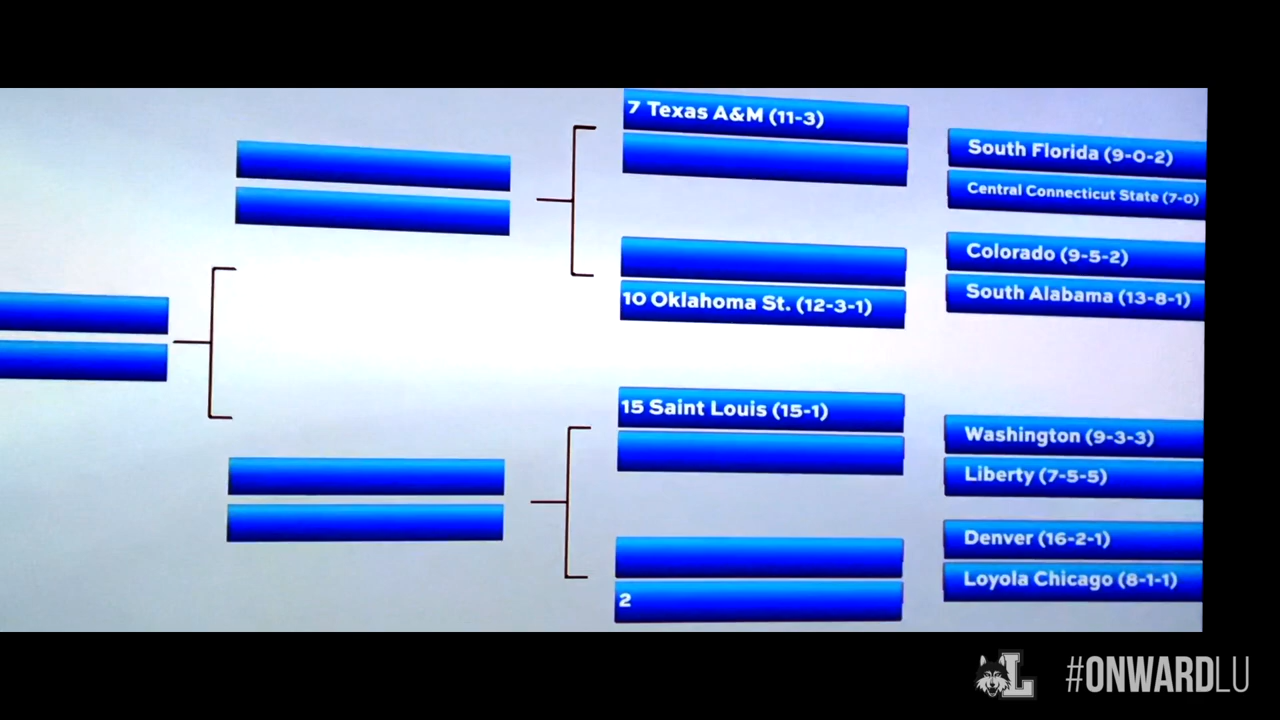 7 Texas A&M (11-3)
South Florida (9-0-2)
Central Connecticut State (7-0)
Colorado (9-5-2)
10 Oklahoma St. (12-3-1)
South Alabama (13-8-1)
15 Saint Louis (15-1)
Washington (9-3-3)
Liberty (7-5-5)
Denver (16-2-1)
Loyola Chicago (8-1-1)
2
L
#ONWARDLU